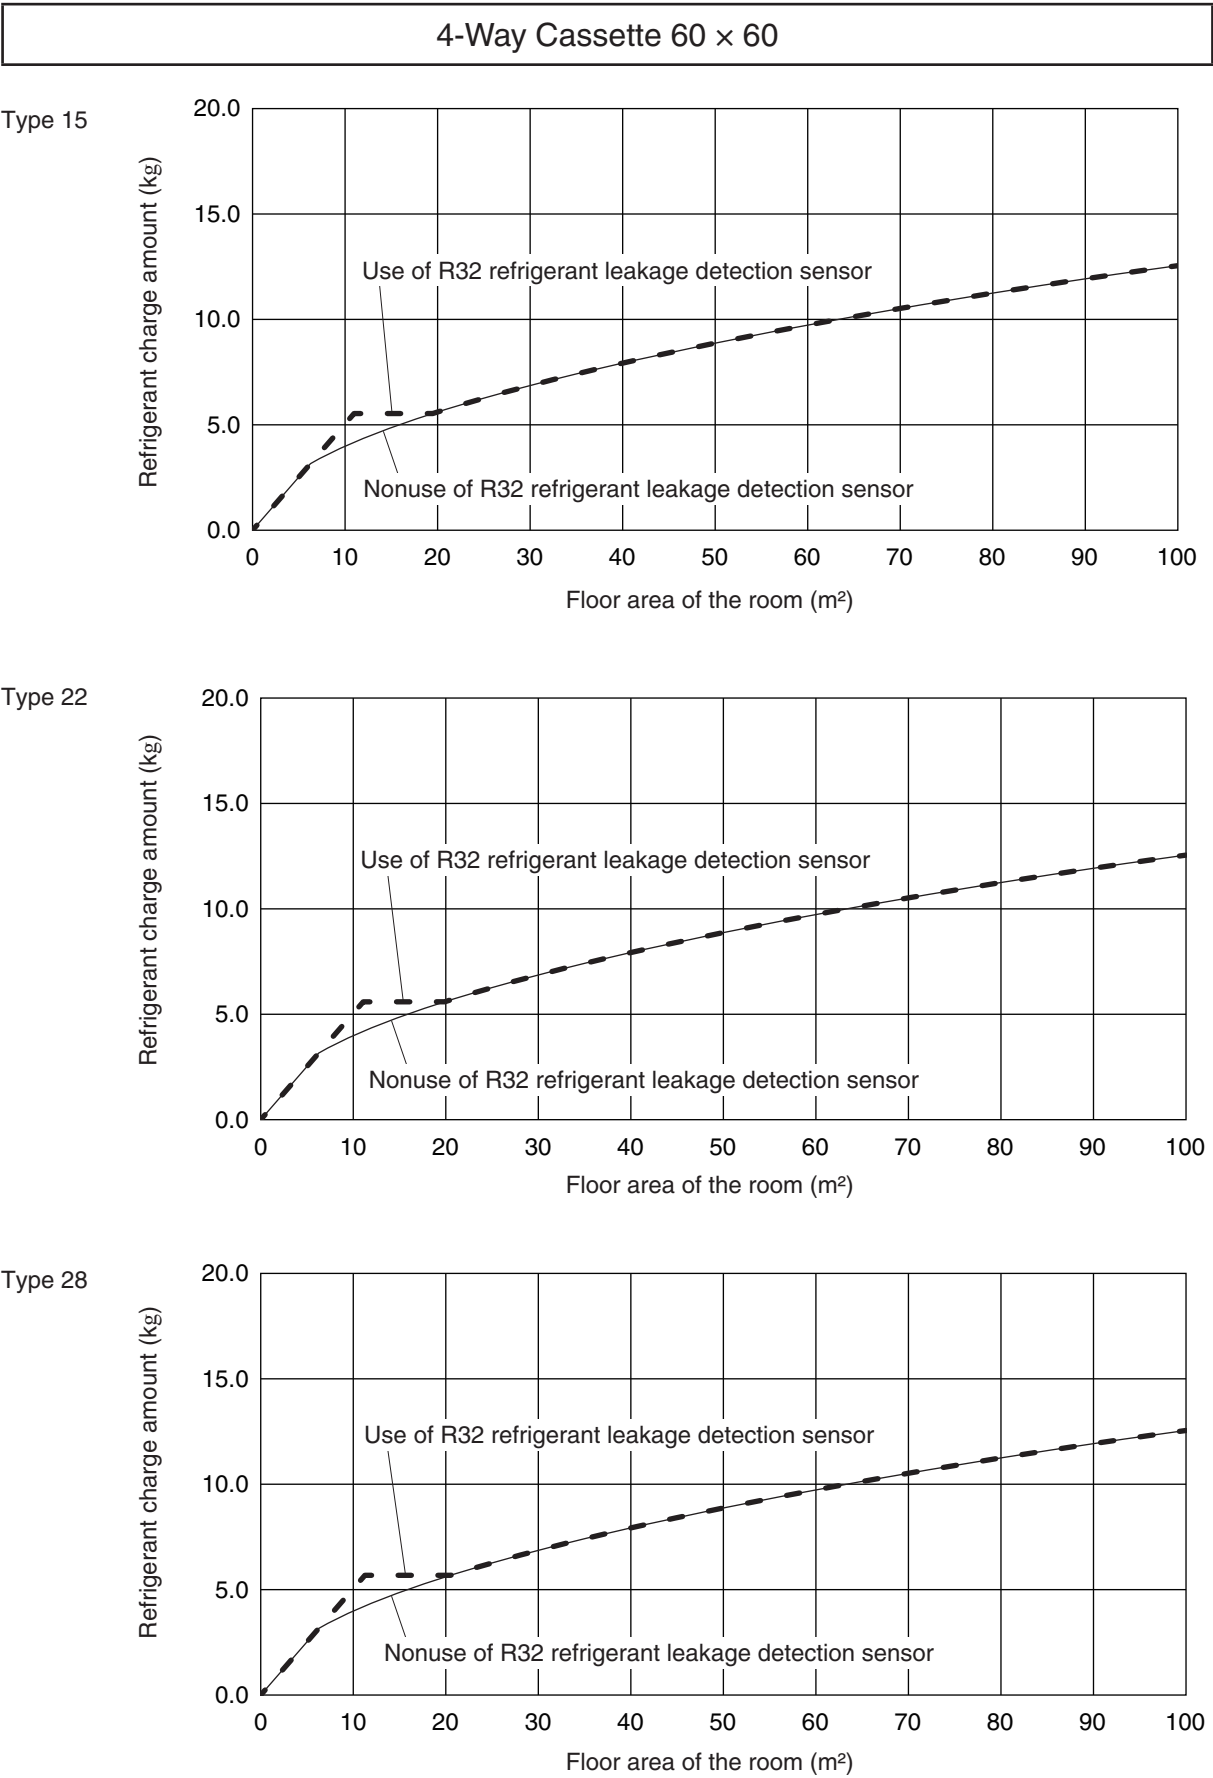 4-Way Cassette 60 × 60
Type 15
Refrigerant charge amount (kg)
20.0
15.0
10.0
5.0
0.0
Use of R32 refrigerant leakage detection sensor
Nonuse of R32 refrigerant leakage detection sensor
0 10 20 30 40 50 60 70 80 90 100
Floor area of the room (m²)
Type 22
Refrigerant charge amount (kg)
20.0
15.0
10.0
5.0
0.0
Use of R32 refrigerant leakage detection sensor
Nonuse of R32 refrigerant leakage detection sensor
0 10 20 30 40 50 60 70 80 90 100
Floor area of the room (m²)
Type 28
Refrigerant charge amount (kg)
20.0
15.0
10.0
5.0
0.0
Use of R32 refrigerant leakage detection sensor
Nonuse of R32 refrigerant leakage detection sensor
0 10 20 30 40 50 60 70 80 90 100
Floor area of the room (m²)